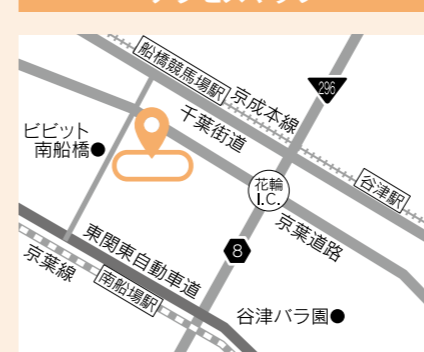 船橋競馬場駅
京成本線
296
千葉街道
ビビット
南船橋●
谷津駅
花輪
I.C.
京葉道路
8
東関東自動車道
京葉線
南船場駅
谷津バラ園●